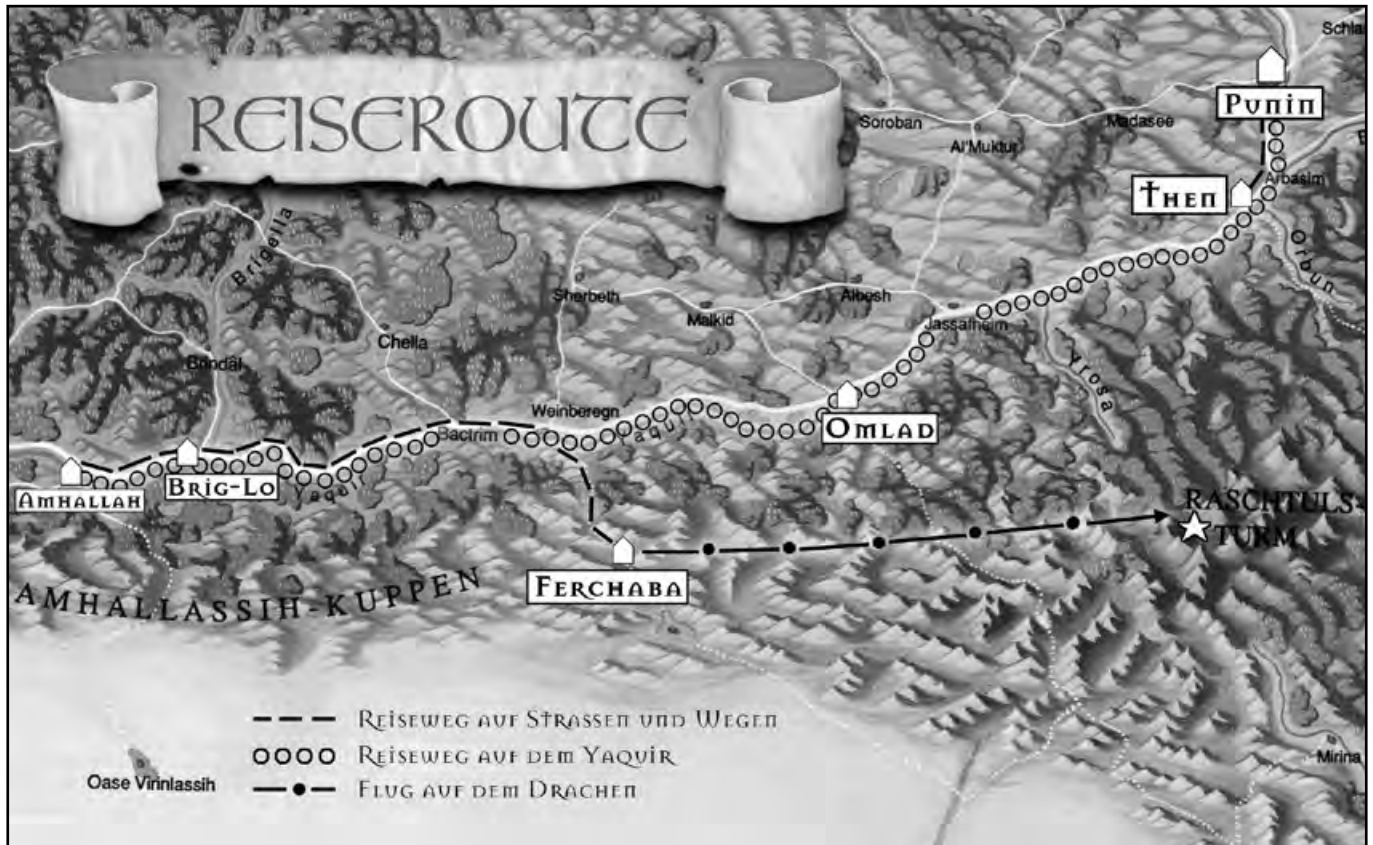 REISEROUTE
Schla
PUNIN
Soroban
Madasee
Al'Muktur
THEN
Arbasim
Orbun
Brigella
Sherbeth
Albesh
Malkid
Jassafheim
Chella
Brindâl
Yrosa
Weinberegn
OMLAD
Bactrim
Yaquir
BRIG-LO
AMHALLAH
Yaquir
RASCHTULS-
TURM
FERCHABA
AMHALLASSIH-KUPPEN
REISEWEG AUF STRASSEN UND WEGEN
REISEWEG AUF DEM YAQUIR
FLUG AUF DEM DRACHEN
Oase Virinlassih
Mirina